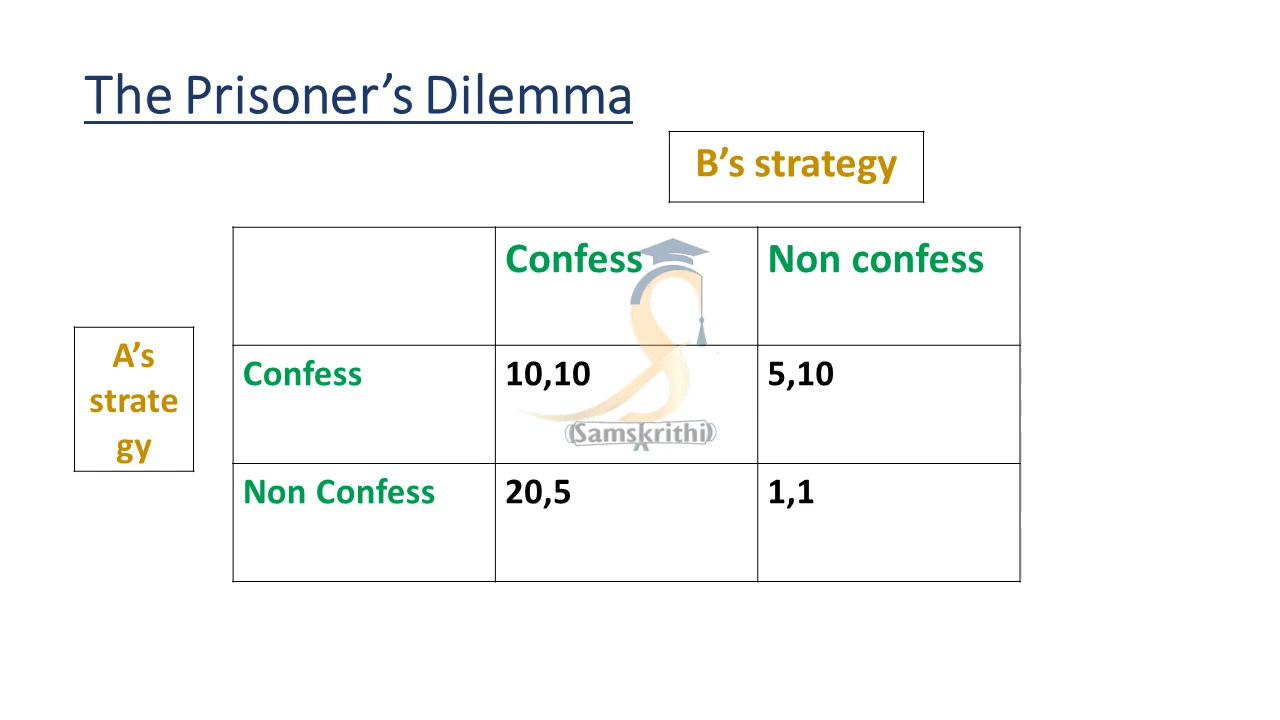 The Prisoner’s Dilemma
B’s strategy
Confess Non confess
A’s
strate
gy
Confess 10,10 5,10
(Samskrithi)
Non Confess 20,5 1,1